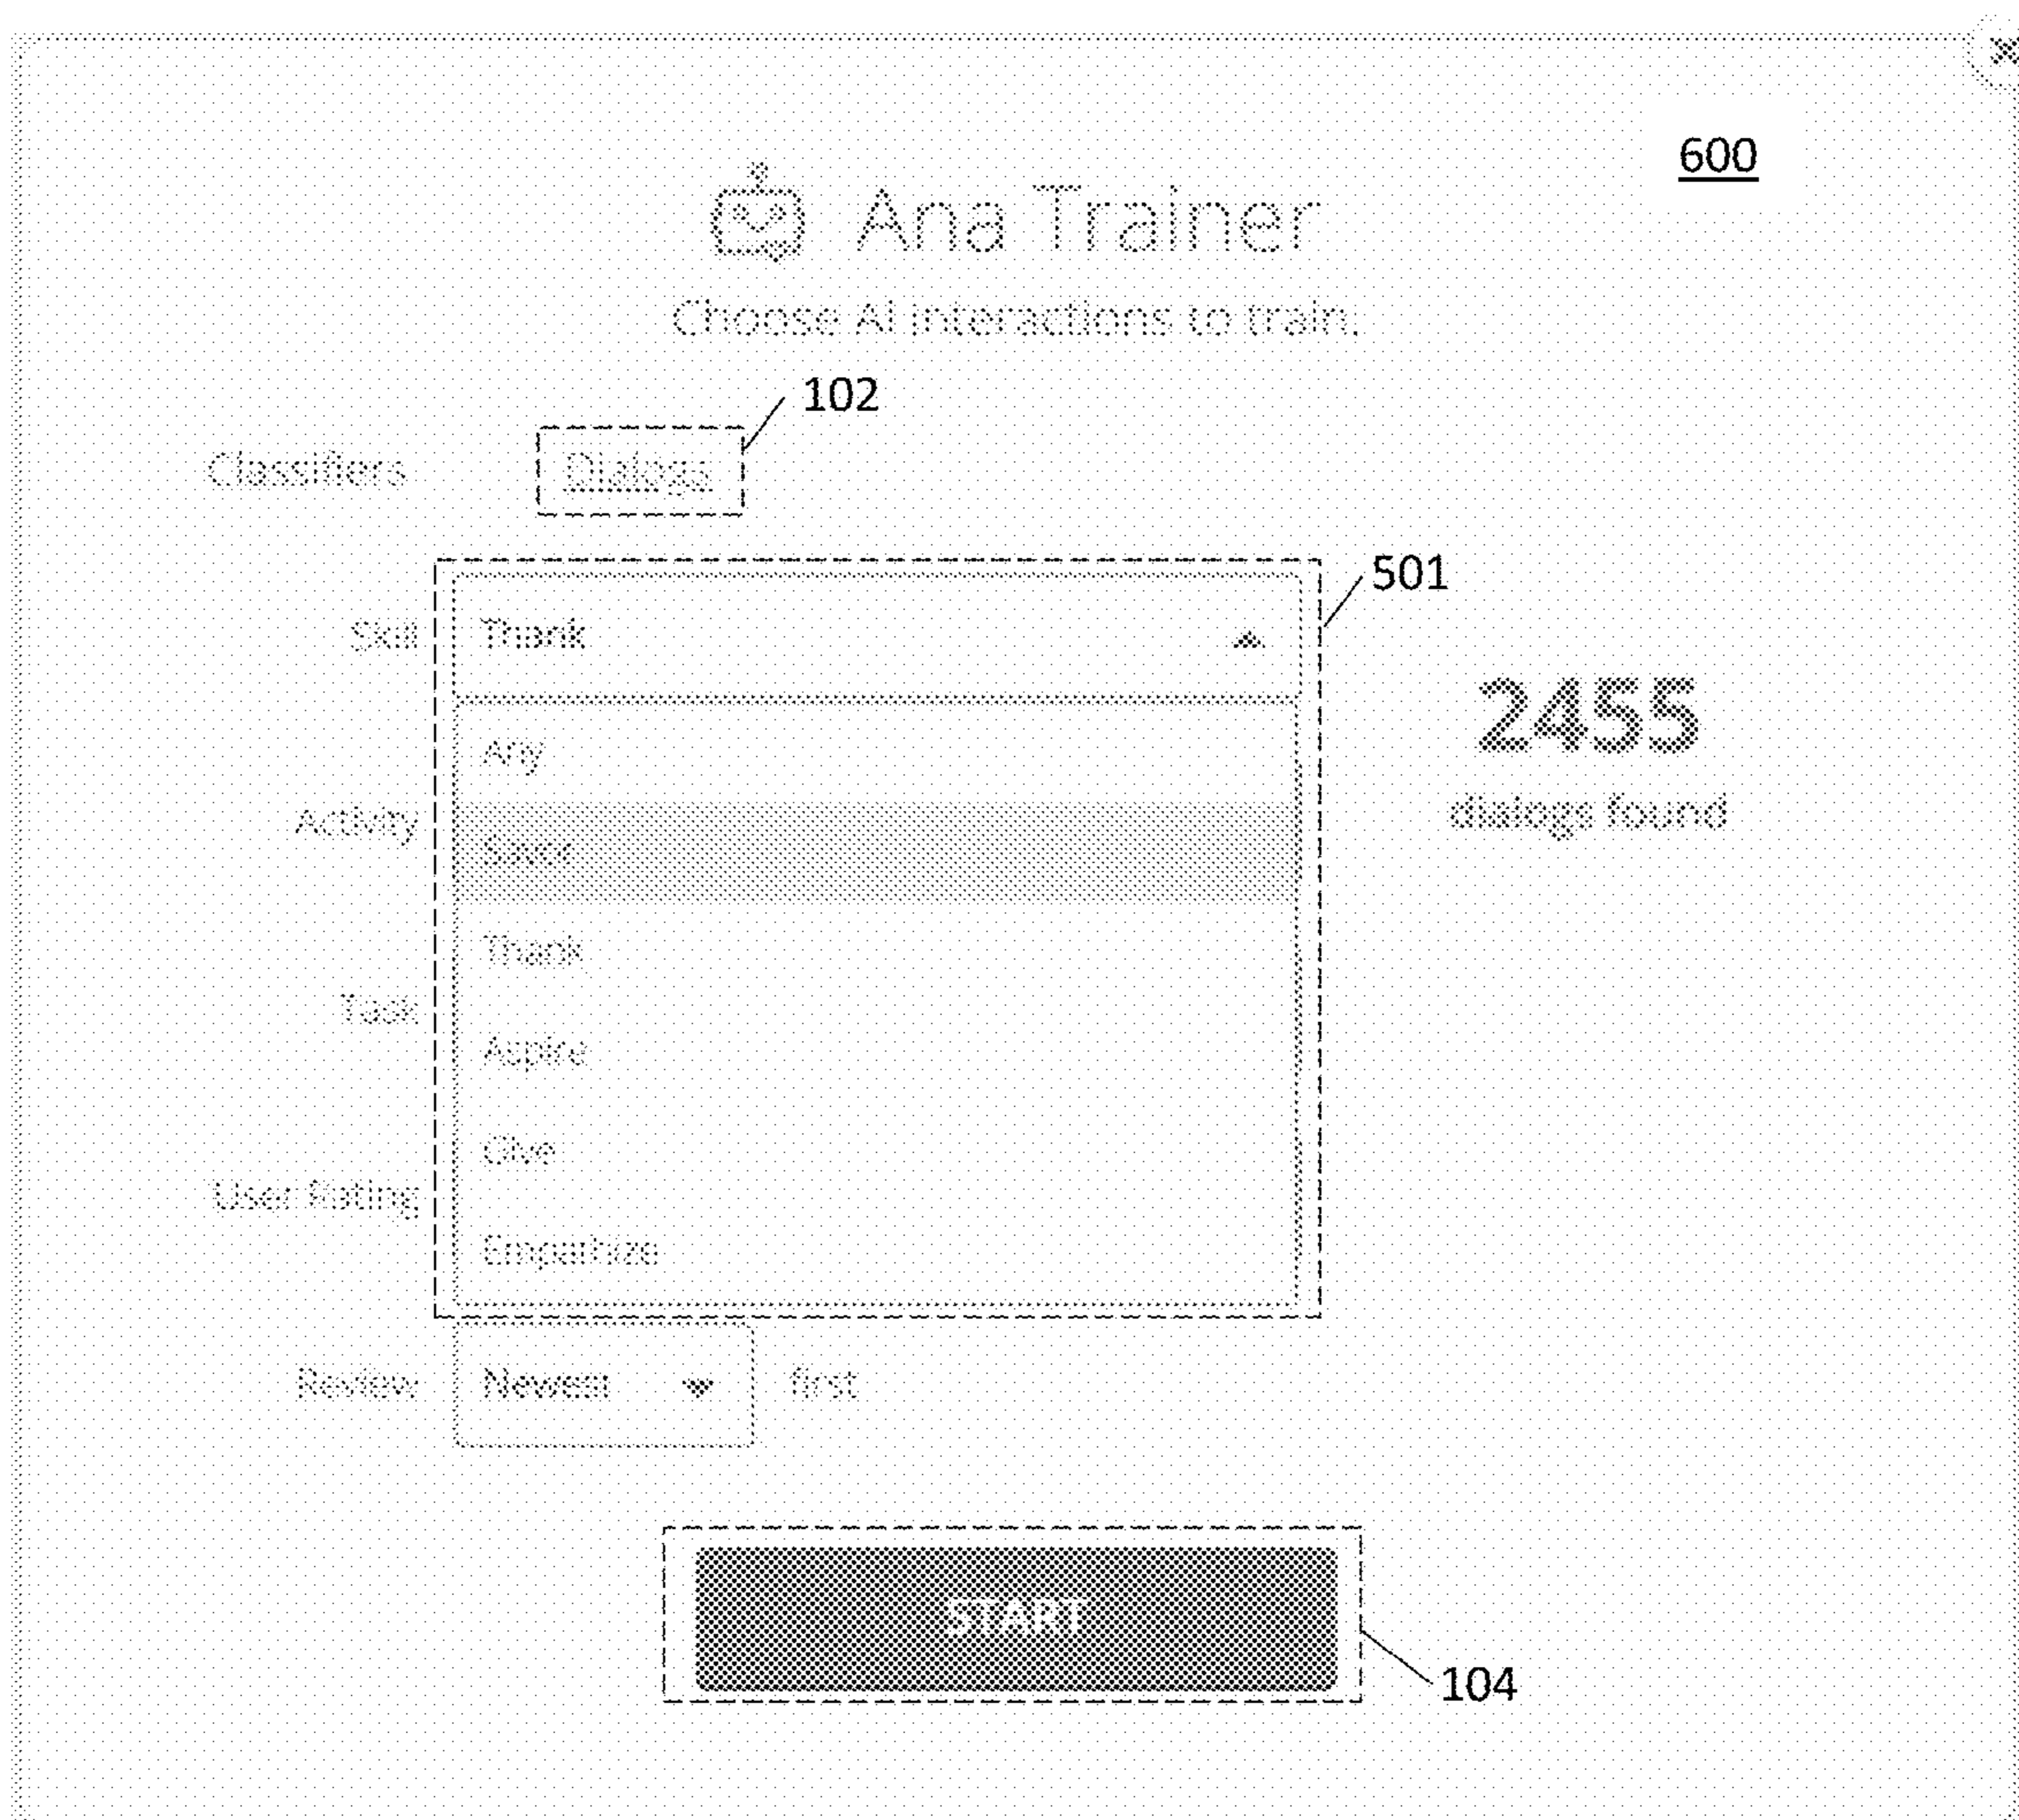 600
Ana Trainer
Choose AI interactions to train.
102
Classifiers Dialogs
501
Skill Thank
Any
2455
dialogs found
Activity
Savor
Thank
Task
Aspire
Give
User Rating
Empathize
Review Newest first
START
104